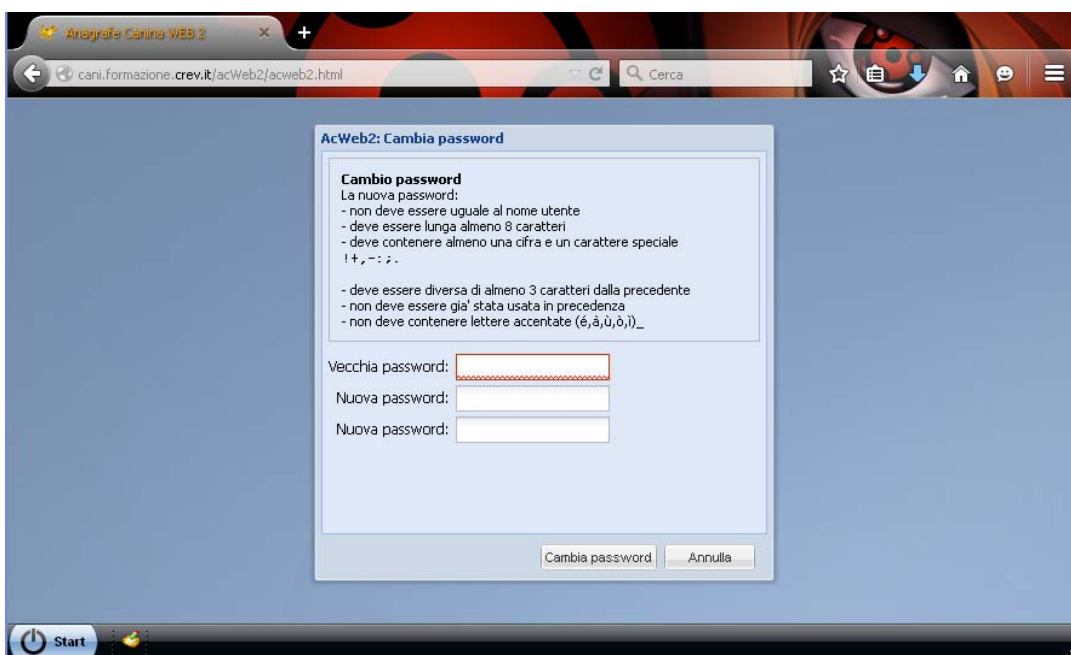 Anagrafe Canina WEB 2
cani.formazione.crev.it/acWeb2/acweb2.html
Cerca
AcWeb2: Cambia password
Cambio password
La nuova password:
- non deve essere uguale al nome utente
- deve essere lunga almeno 8 caratteri
- deve contenere almeno una cifra e un carattere speciale
!+,-:;.
- deve essere diversa di almeno 3 caratteri dalla precedente
- non deve essere gia' stata usata in precedenza
- non deve contenere lettere accentate (é,à,ù,ò,ì)_
Vecchia password:
Nuova password:
Nuova password:
Cambia password
Annulla
Start